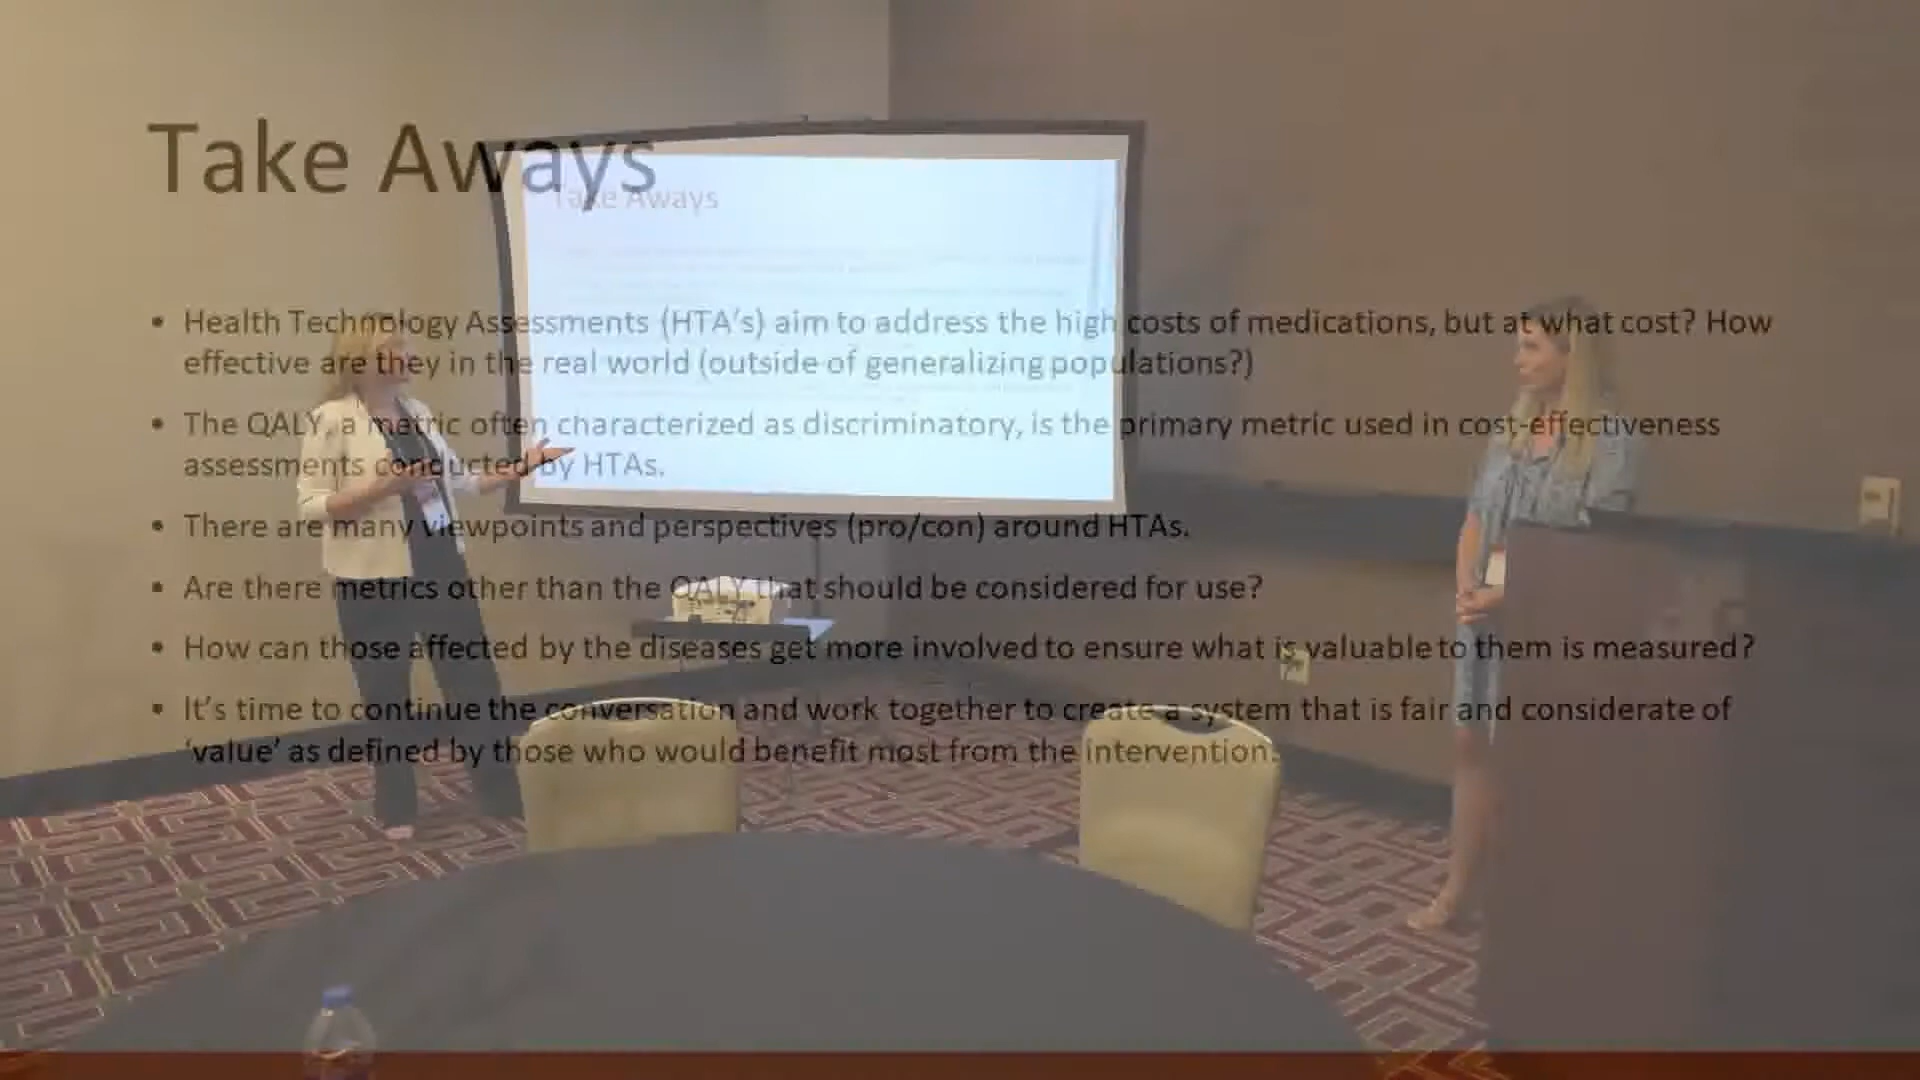 Take Aways
Take Aways
• Health Technology Assessments (HTA's) aim to address the high costs of medications, but at what cost? How
effective are they in the real world (outside of generalizing populations?)
• The QALY, a metric often characterized as discriminatory, is the primary metric used in cost-effectiveness
assessments conducted by HTAs.
• There are many viewpoints and perspectives (pro/con) around HTAs.
• Are there metrics other than the QALY that should be considered for use?
• How can those affected by the diseases get more involved to ensure what is valuable to them is measured?
• It's time to continue the conversation and work together to create a system that is fair and considerate of
'value' as defined by those who would benefit most from the intervention.